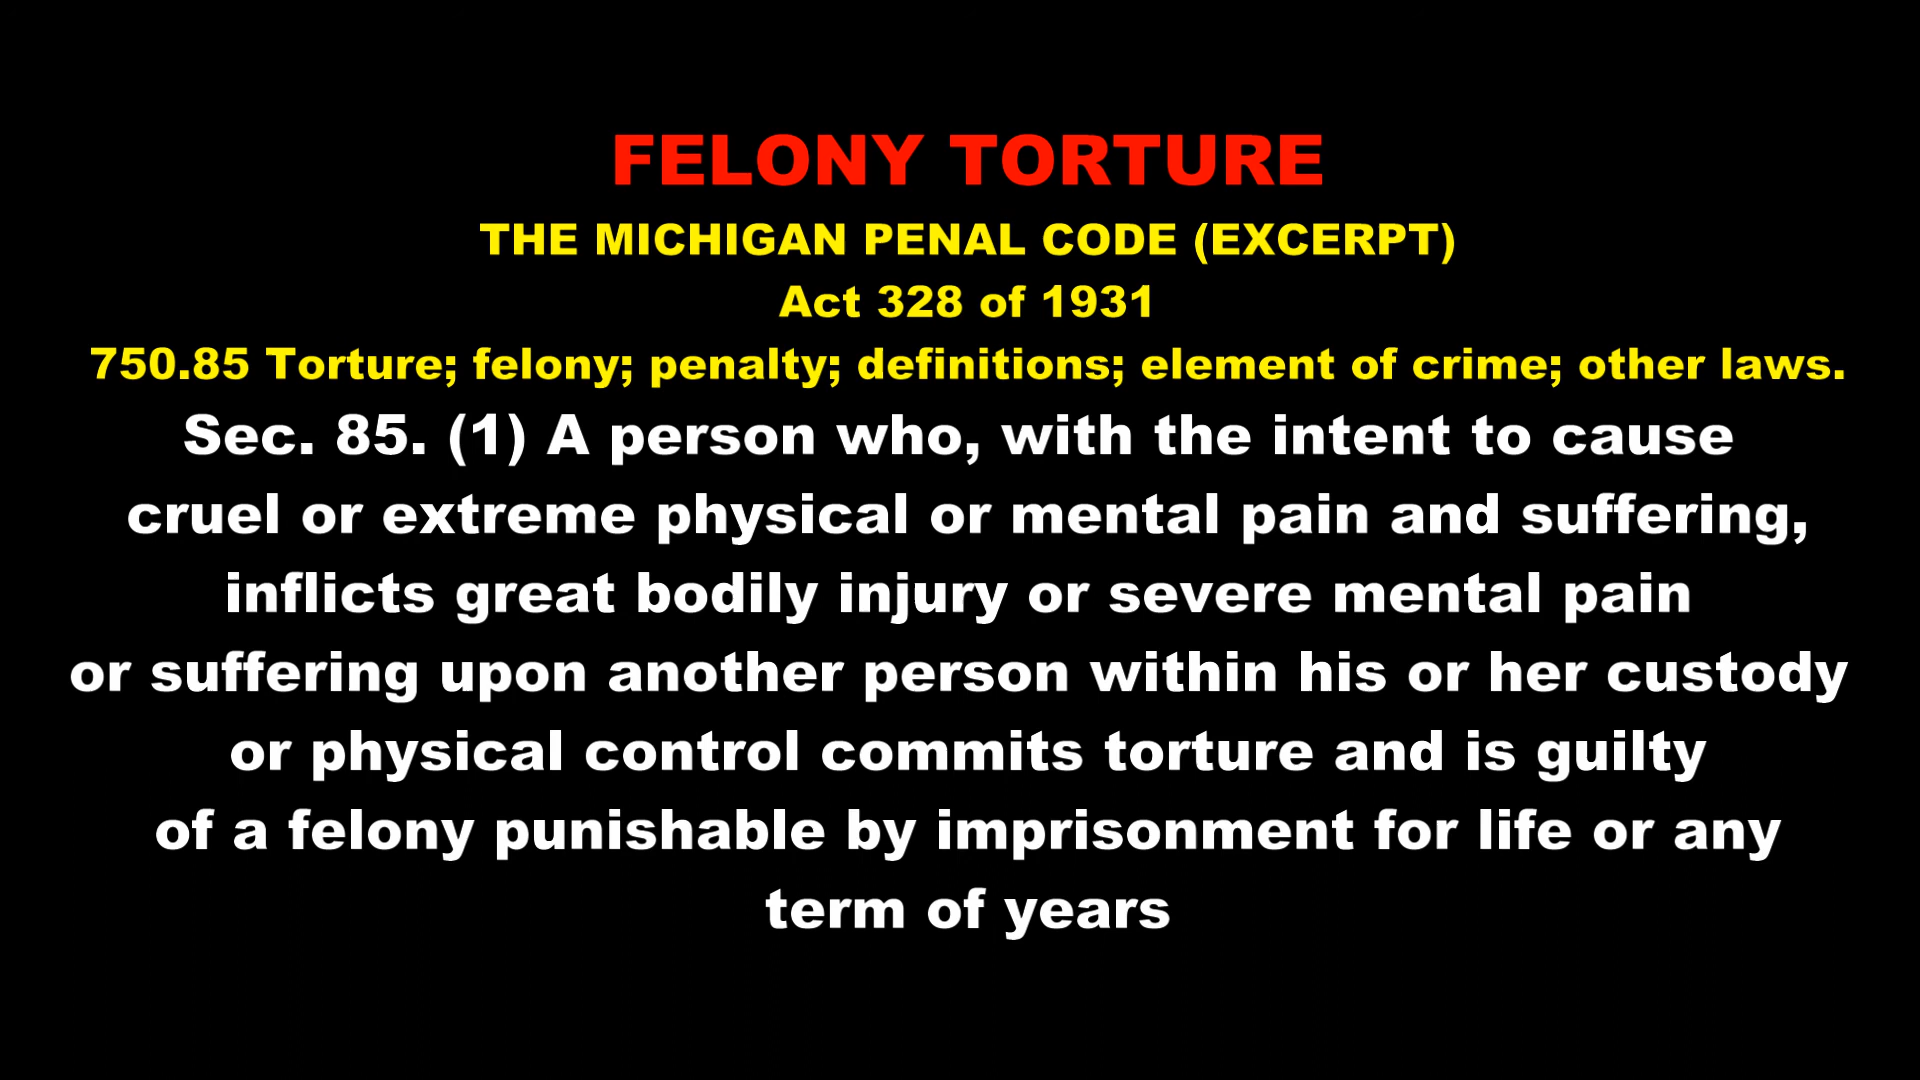 FELONY TORTURE
THE MICHIGAN PENAL CODE (EXCERPT)
Act 328 of 1931
750.85 Torture; felony; penalty; definitions; element of crime; other laws.
Sec. 85. (1) A person who, with the intent to cause
cruel or extreme physical or mental pain and suffering,
inflicts great bodily injury or severe mental pain
or suffering upon another person within his or her custody
or physical control commits torture and is guilty
of a felony punishable by imprisonment for life or any
term of years